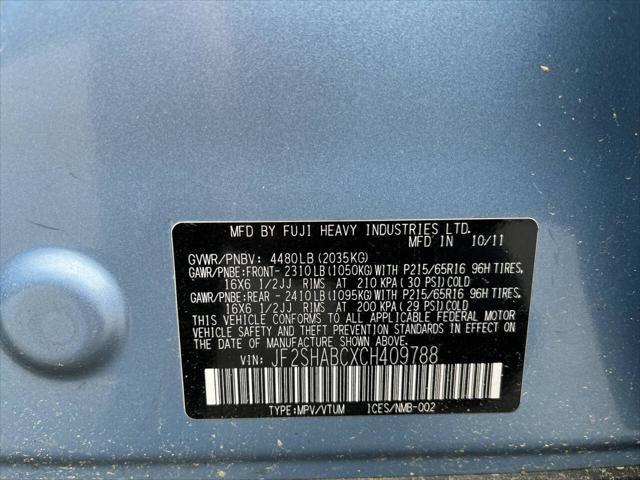 MFD BY FUJI HEAVY INDUSTRIES LTD.
MFD IN 10/11
GVWR/PNBV: 4480LB(2035KG)
GAWR/PNBE:FRONT-2310LB(1050KG)WITH P215/65R16 96H TIRES,
16X6 1/2JJ RIMS AT 210 KPA(30 PSI)COLD
GAWR/PNBE:REAR -2410LB(1095KG)WITH P215/65R16 96H TIRES,
16X6 1/2JJ RIMS AT 200 KPA(29 PSI)COLD
THIS VEHICLE CONFORMS TO ALL APPLICABLE FEDERAL MOTOR
VEHICLE SAFETY AND THEFT PREVENTION STANDARDS IN EFFECT ON
THE DATE OF MANUFACTURE SHOWN ABOVE.
VIN: JF2SHABCXCH409788
TYPE:MPV/VTUM ICES/NMB-002